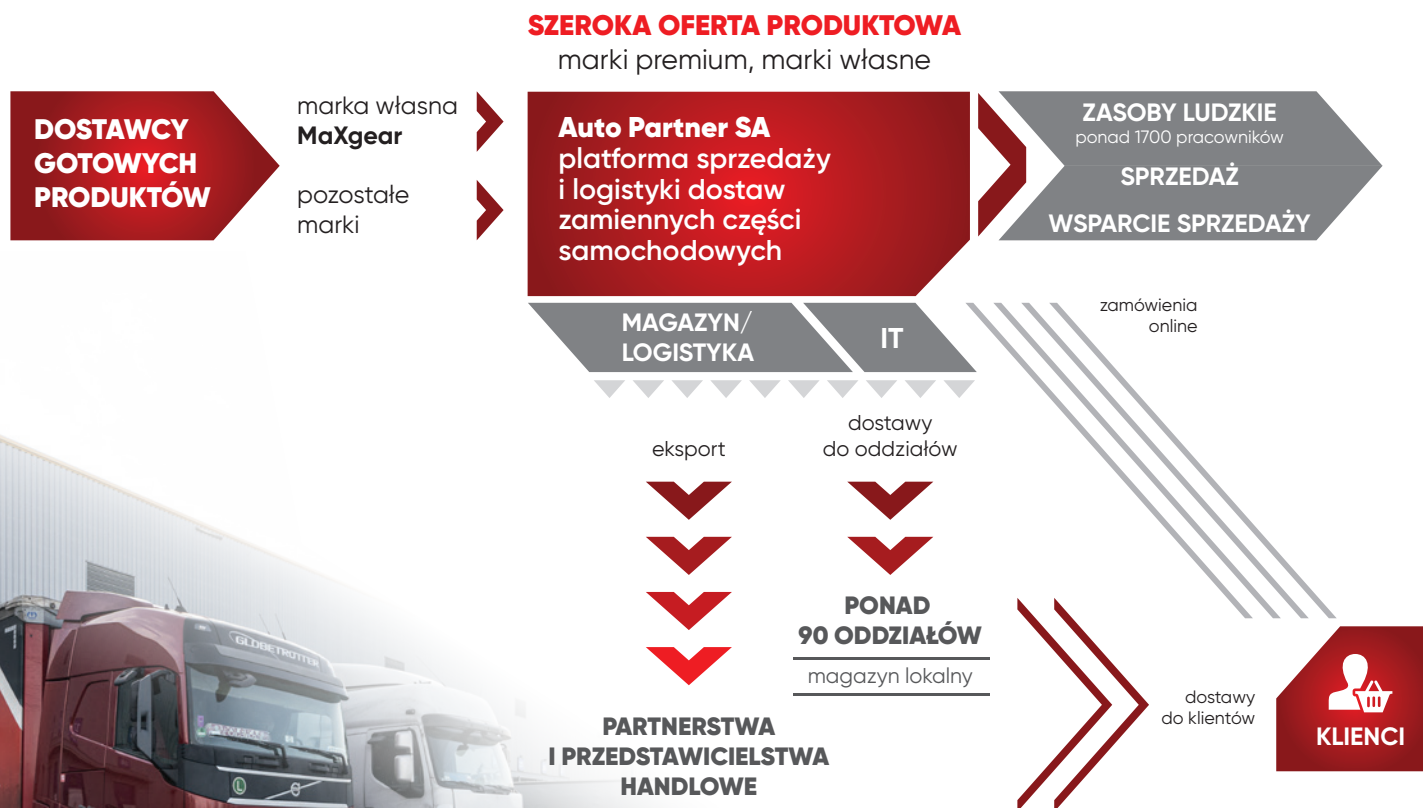 SZEROKA OFERTA PRODUKTOWA
marki premium, marki własne
DOSTAWCY
GOTOWYCH
PRODUKTÓW
marka własna
MaXgear
pozostałe
marki
Auto Partner SA
platforma sprzedaży
i logistyki dostaw
zamiennych części
samochodowych
ZASOBY LUDZKIE
ponad 1700 pracowników
SPRZEDAŻ
WSPARCIE SPRZEDAŻY
MAGAZYN/
LOGISTYKA
IT
zamówienia
online
eksport
dostawy
do oddziałów
PONAD
90 ODDZIAŁÓW
magazyn lokalny
PARTNERSTWA
I PRZEDSTAWICIELSTWA
HANDLOWE
dostawy
do klientów
KLIENCI
GLOBETROTTER
L